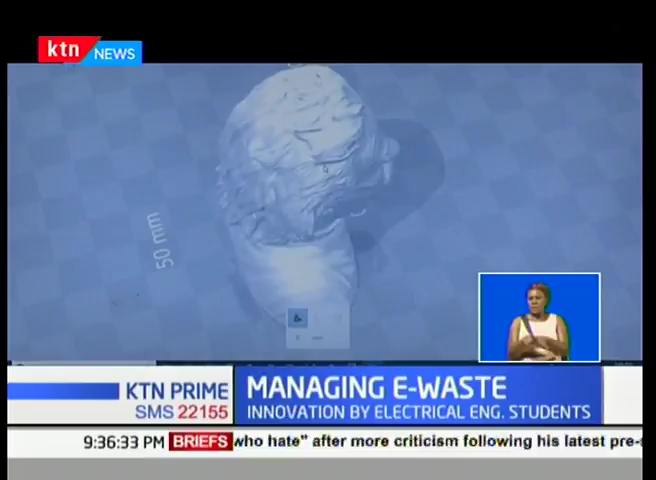 ktn NEWS
50 mm
KTN PRIME
SMS 22155
MANAGING E-WASTE
INNOVATION BY ELECTRICAL ENG. STUDENTS
9:36:33 PM BRIEFS who hate" after more criticism following his latest pre-